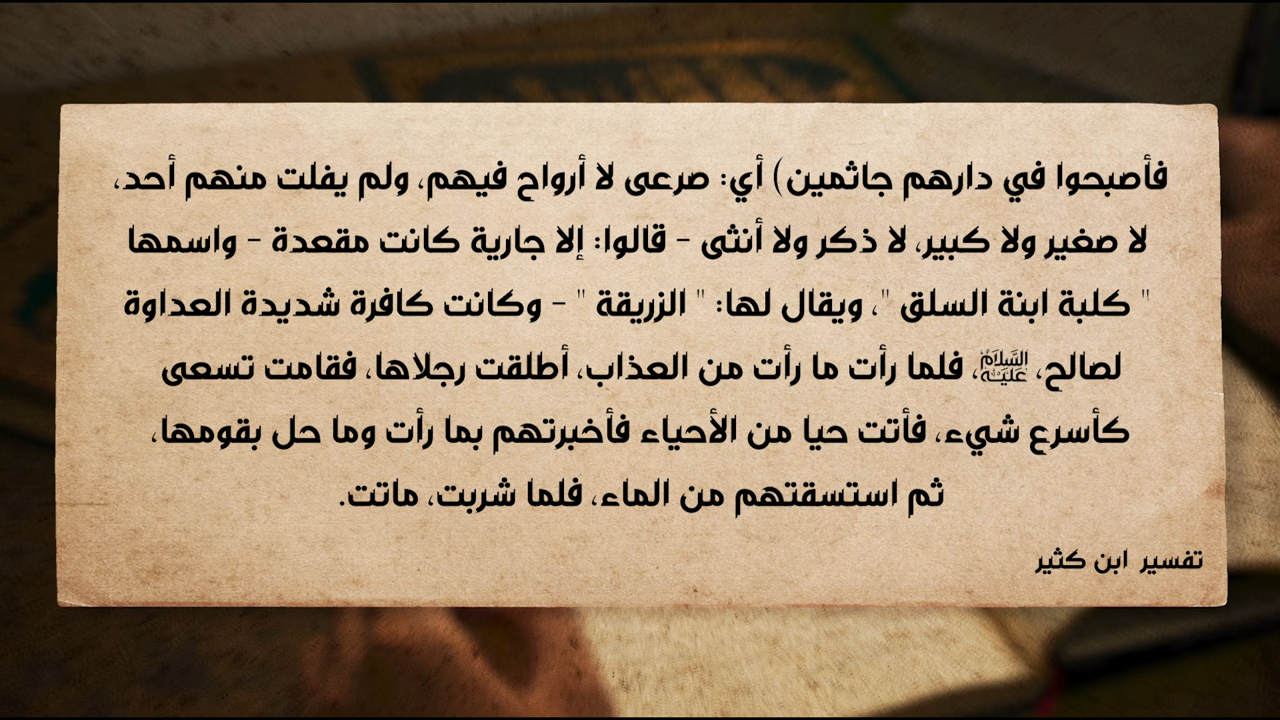 فأصبحوا في دارهم جاثمين) أي: صرعى لا أرواح فيهم، ولم يفلت منهم أحد،
لا صغير ولا كبير، لا ذكر ولا أنثى - قالوا: إلا جارية كانت مقعدة - واسمها
" كلبة ابنة السلق "، ويقال لها: " الزريقة " - وكانت كافرة شديدة العداوة
لصالح، عليه السلام، فلما رأت ما رأت من العذاب، أطلقت رجلاها، فقامت تسعى
كأسرع شيء، فأتت حيا من الأحياء فأخبرتهم بما رأت وما حل بقومها،
ثم استسقتهم من الماء، فلما شربت، ماتت.
تفسير ابن كثير